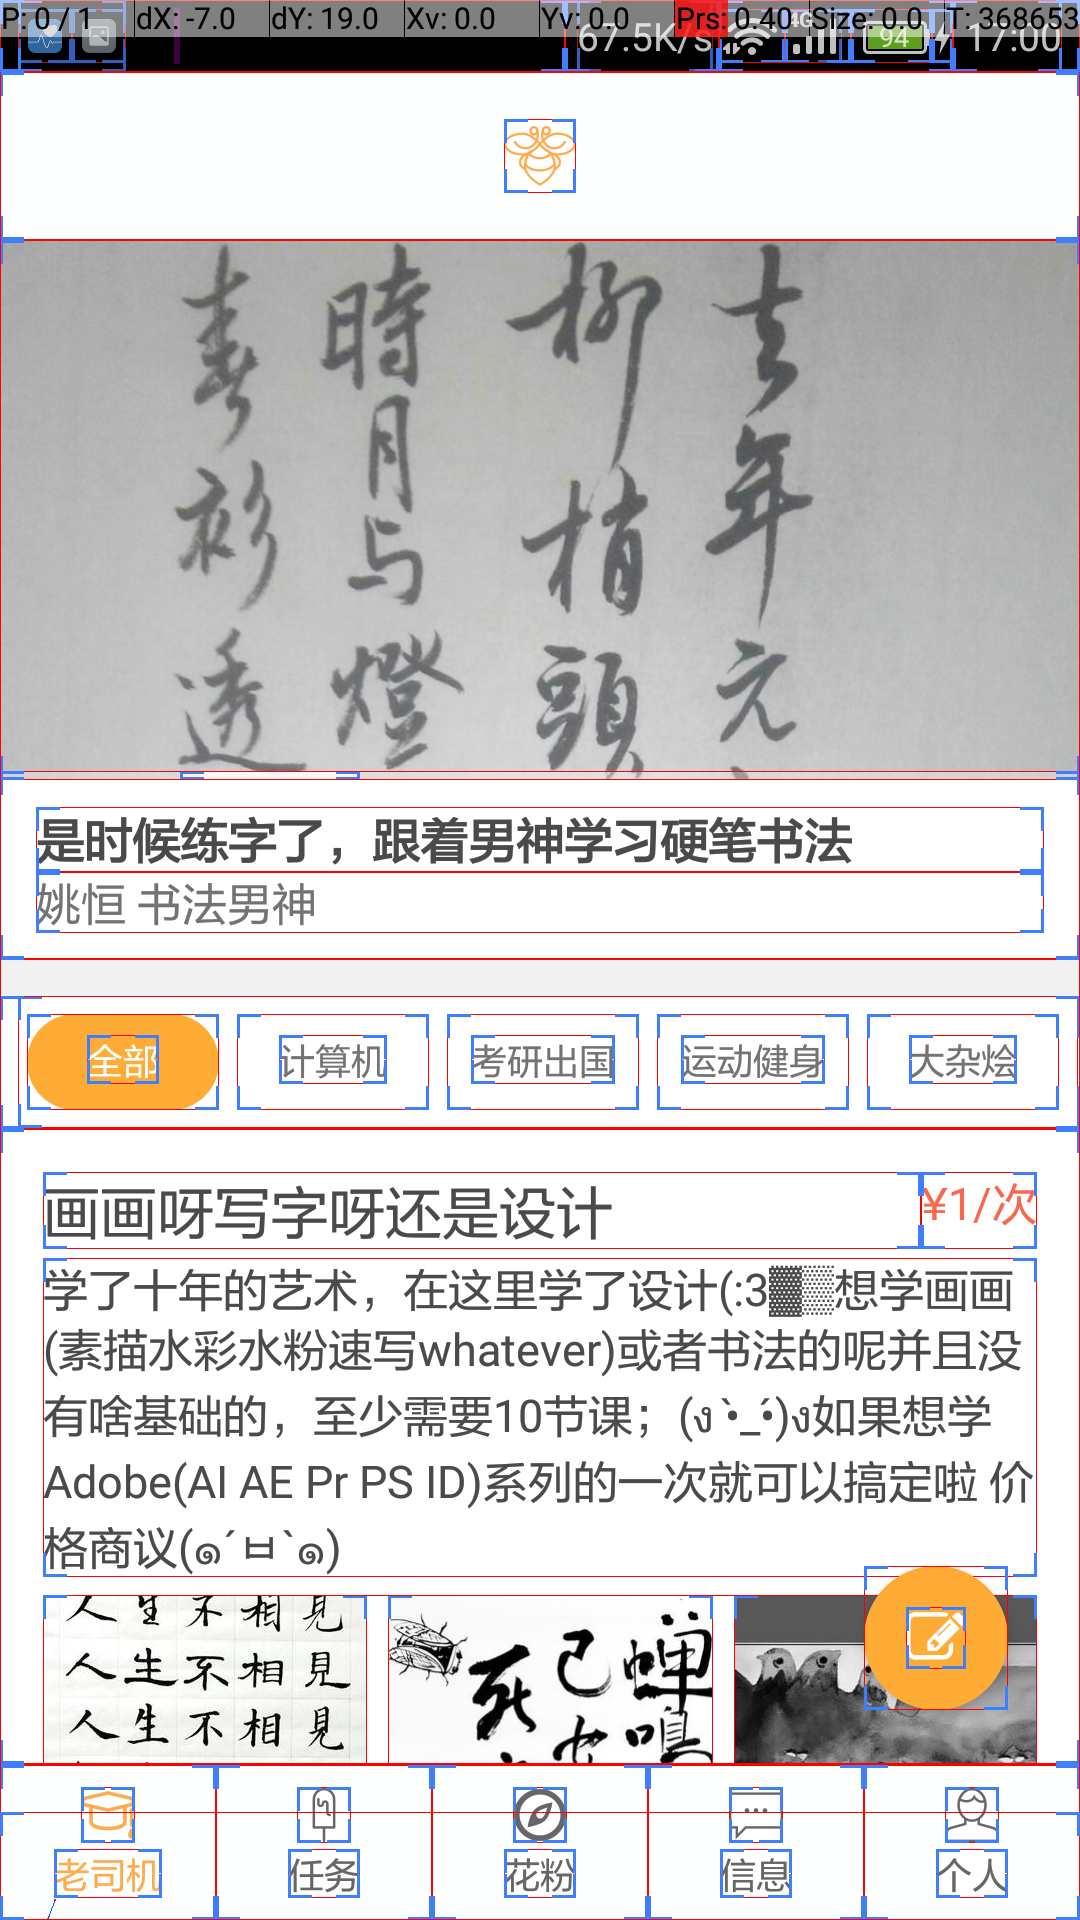 P: 0 / 1 dX: -7.0 dY: 19.0 Xv: 0.0 Yv: 0.0 Prs: 0.40 Size: 0.0 T: 368653
67.5K/s 4G 94 17:00
去年元
柳梢頭
時月与燈
春衫透
是时候练字了，跟着男神学习硬笔书法
姚恒 书法男神
全部 计算机 考研出国 运动健身 大杂烩
画画呀写字呀还是设计 ¥1/次
学了十年的艺术，在这里学了设计(:3▓▒想学画画
(素描水彩水粉速写whatever)或者书法的呢并且没
有啥基础的，至少需要10节课；(ง •̀_•́)ง如果想学
Adobe(AI AE Pr PS ID)系列的一次就可以搞定啦 价
格商议(๑´ㅂ`๑)
人生不相見
人生不相見
人生不相見
蝉鳴
已
死
老司机 任务 花粉 信息 个人